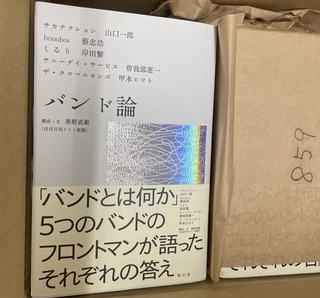 サカナクション 山口一郎
bonobos 蔡忠浩
くるり 岸田繁
サニーデイ・サービス 曽我部恵一
ザ・クロマニヨンズ 甲本ヒロト
バンド論
構成・文 奥野武範
(ほぼ日刊イトイ新聞)
「バンドとは何か」
5つのバンドの
フロントマンが語った
それぞれの答え
青幻舎
859